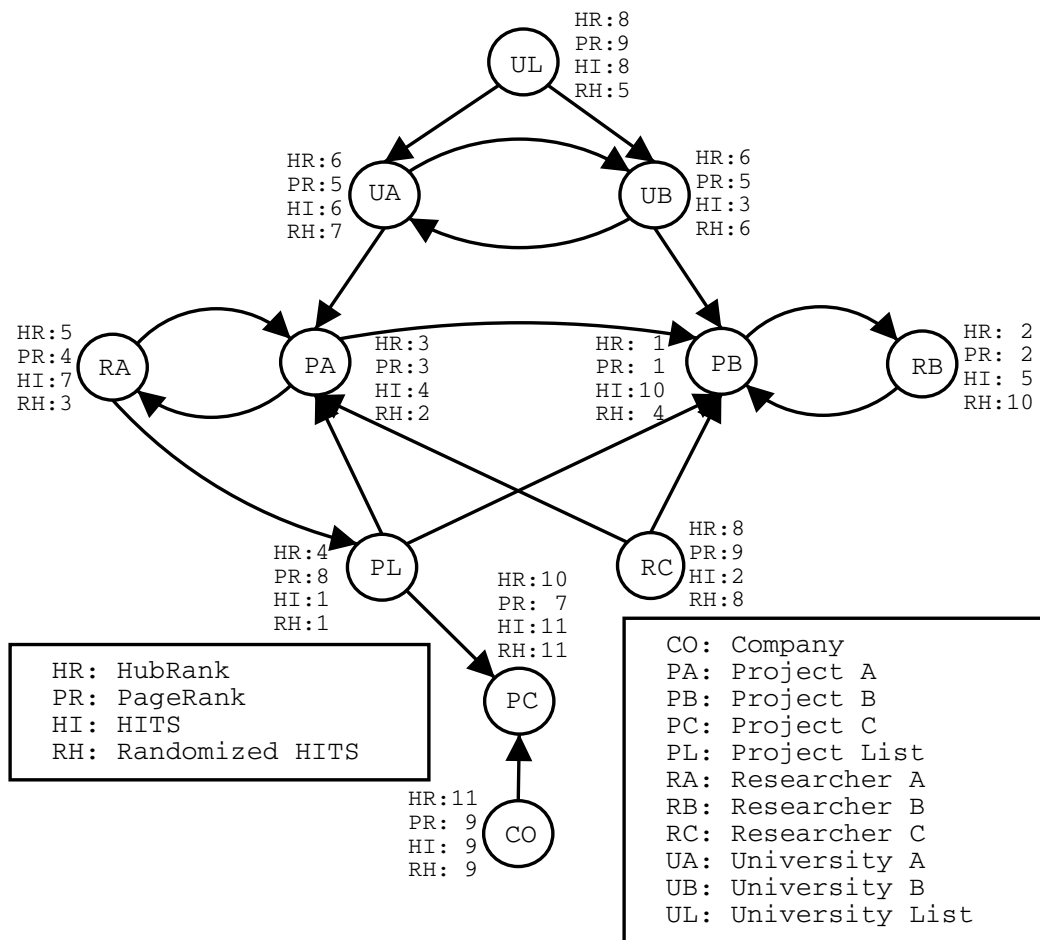 HR:8
PR:9
HI:8
RH:5
UL
HR:6
PR:5
HI:6
RH:7
UA
UB
HR:6
PR:5
HI:3
RH:6
HR:5
PR:4
HI:7
RH:3
RA
PA
HR:3
PR:3
HI:4
RH:2
HR: 1
PR: 1
HI:10
RH: 4
PB
RB
HR: 2
PR: 2
HI: 5
RH:10
HR:4
PR:8
HI:1
RH:1
PL
HR:10
PR: 7
HI:11
RH:11
PC
RC
HR:8
PR:9
HI:2
RH:8
HR:11
PR: 9
HI: 9
RH: 9
CO
HR: HubRank
PR: PageRank
HI: HITS
RH: Randomized HITS
CO: Company
PA: Project A
PB: Project B
PC: Project C
PL: Project List
RA: Researcher A
RB: Researcher B
RC: Researcher C
UA: University A
UB: University B
UL: University List